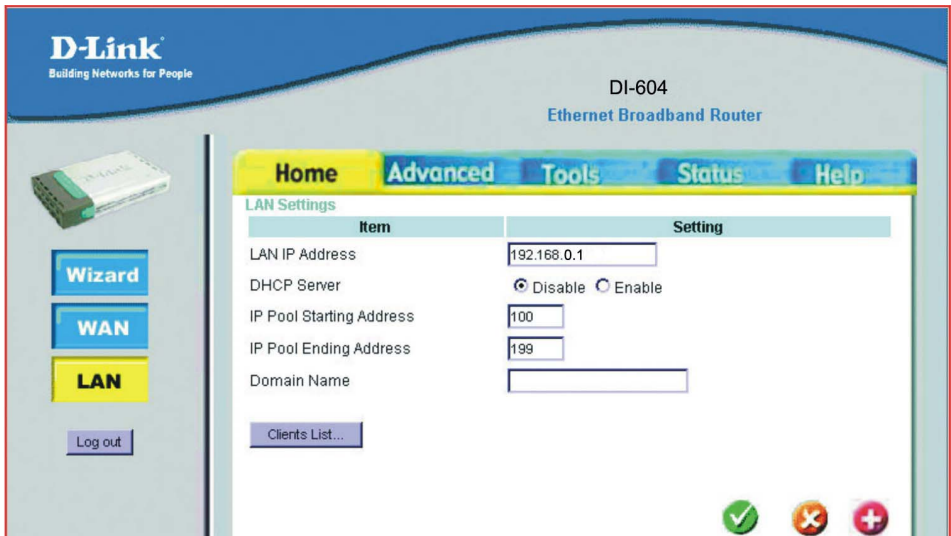 D-Link
Building Networks for People
DI-604
Ethernet Broadband Router
Home Advanced Tools Status Help
LAN Settings
Item Setting
LAN IP Address 192.168.0.1
DHCP Server Disable Enable
IP Pool Starting Address 100
IP Pool Ending Address 199
Domain Name
Clients List...
Wizard
WAN
LAN
Log out